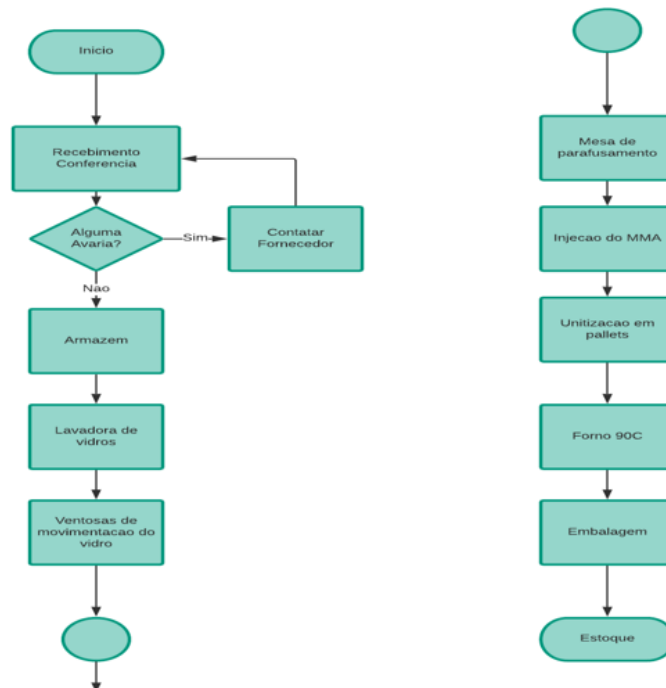 Inicio
Recebimento
Conferencia
Alguma
Avaria?
Sim
Contatar
Fornecedor
Nao
Armazem
Lavadora de
vidros
Ventosas de
movimentacao do
vidro
Mesa de
parafusamento
Injecao do MMA
Unitizacao em
pallets
Forno 90C
Embalagem
Estoque